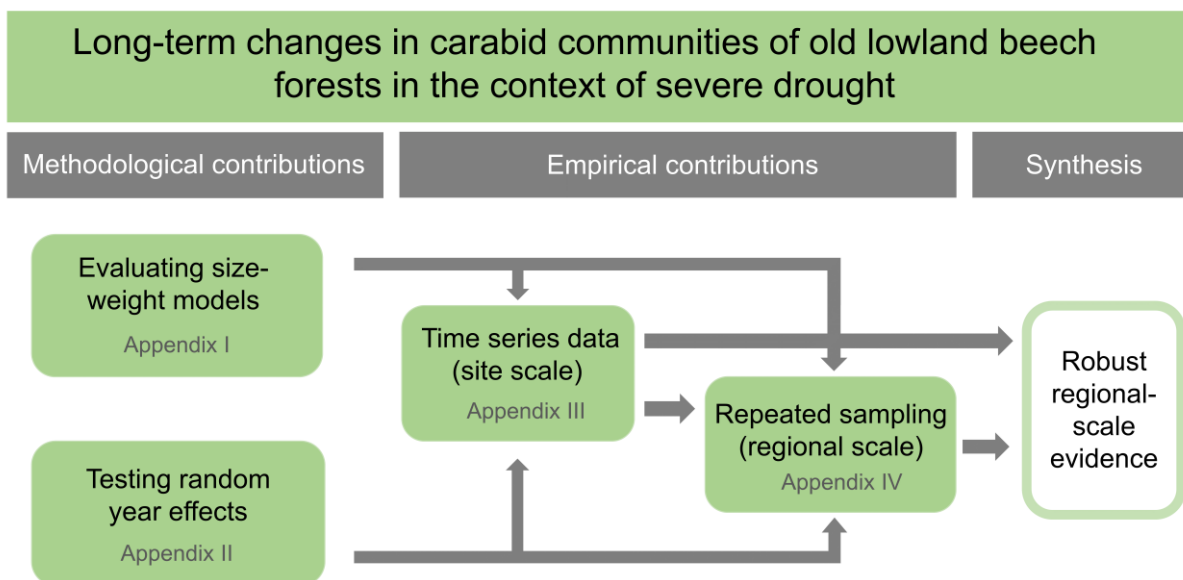 Long-term changes in carabid communities of old lowland beech
forests in the context of severe drought
Methodological contributions
Empirical contributions
Synthesis
Evaluating size-
weight models
Appendix I
Testing random
year effects
Appendix II
Time series data
(site scale)
Appendix III
Repeated sampling
(regional scale)
Appendix IV
Robust
regional-
scale
evidence